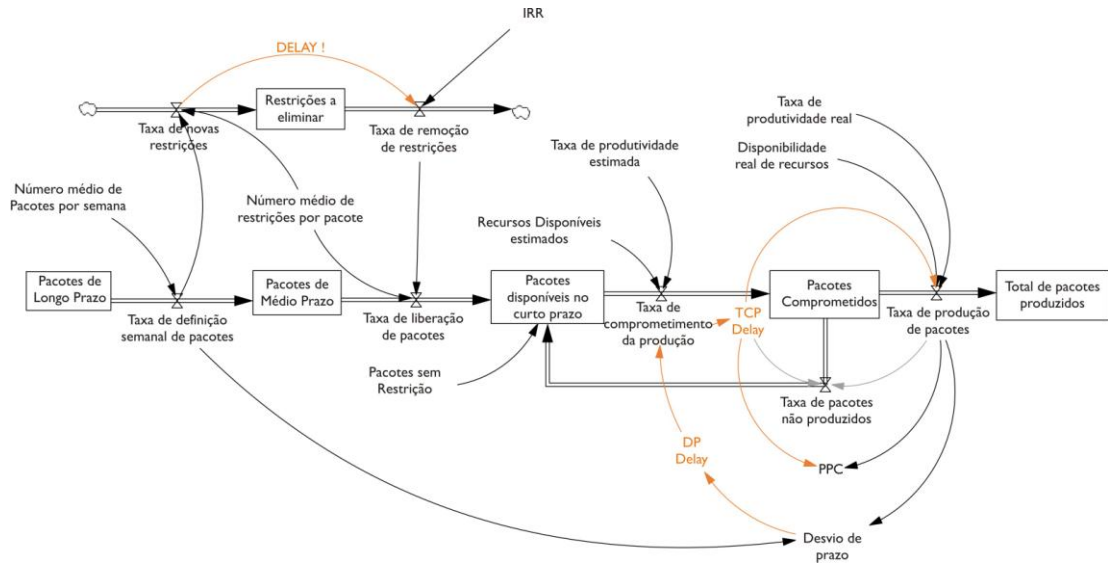 IRR
DELAY !
Restrições a
eliminar
Taxa de novas
restrições
Taxa de remoção
de restrições
Taxa de
produtividade real
Taxa de produtividade
estimada
Disponibilidade
real de recursos
Número médio de
Pacotes por semana
Número médio de
restrições por pacote
Recursos Disponíveis
estimados
Pacotes de
Longo Prazo
Pacotes de
Médio Prazo
Pacotes
disponíveis no
curto prazo
Pacotes
Comprometidos
Total de pacotes
produzidos
Taxa de definição
semanal de pacotes
Taxa de liberação
de pacotes
Taxa de
comprometimento
da produção
TCP
Delay
Taxa de produção
de pacotes
Pacotes sem
Restrição
Taxa de pacotes
não produzidos
DP
Delay
PPC
Desvio de
prazo